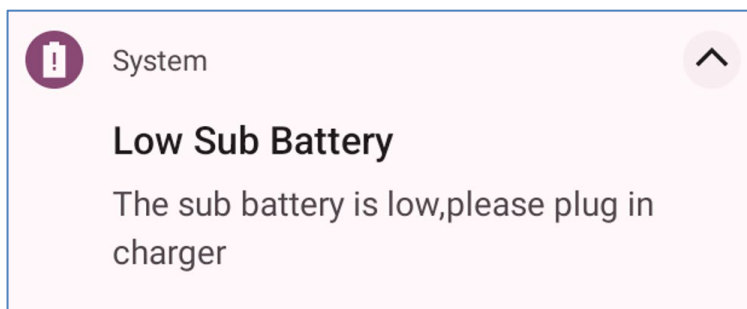 System
Low Sub Battery
The sub battery is low,please plug in
charger